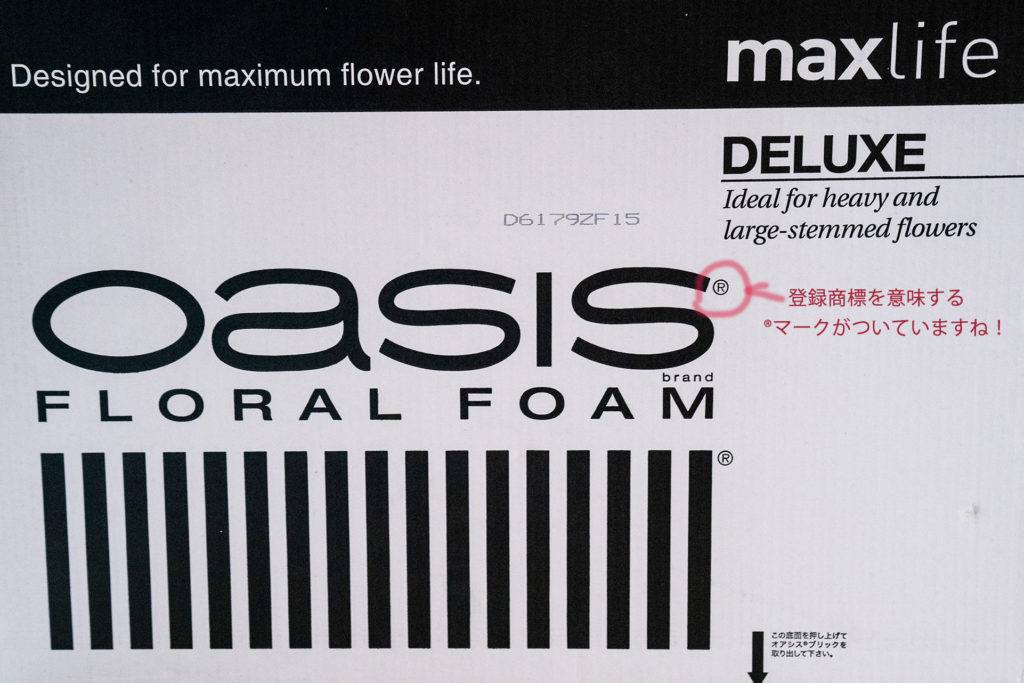 Designed for maximum flower life.
maxlife
DELUXE
Ideal for heavy and
large-stemmed flowers
D6179ZF15
oasis®
登録商標を意味する
®マークがついていますね！
brand
FLORAL FOAM
®
この底面を押し上げて
オアシス®ブリックを
取り出して下さい。